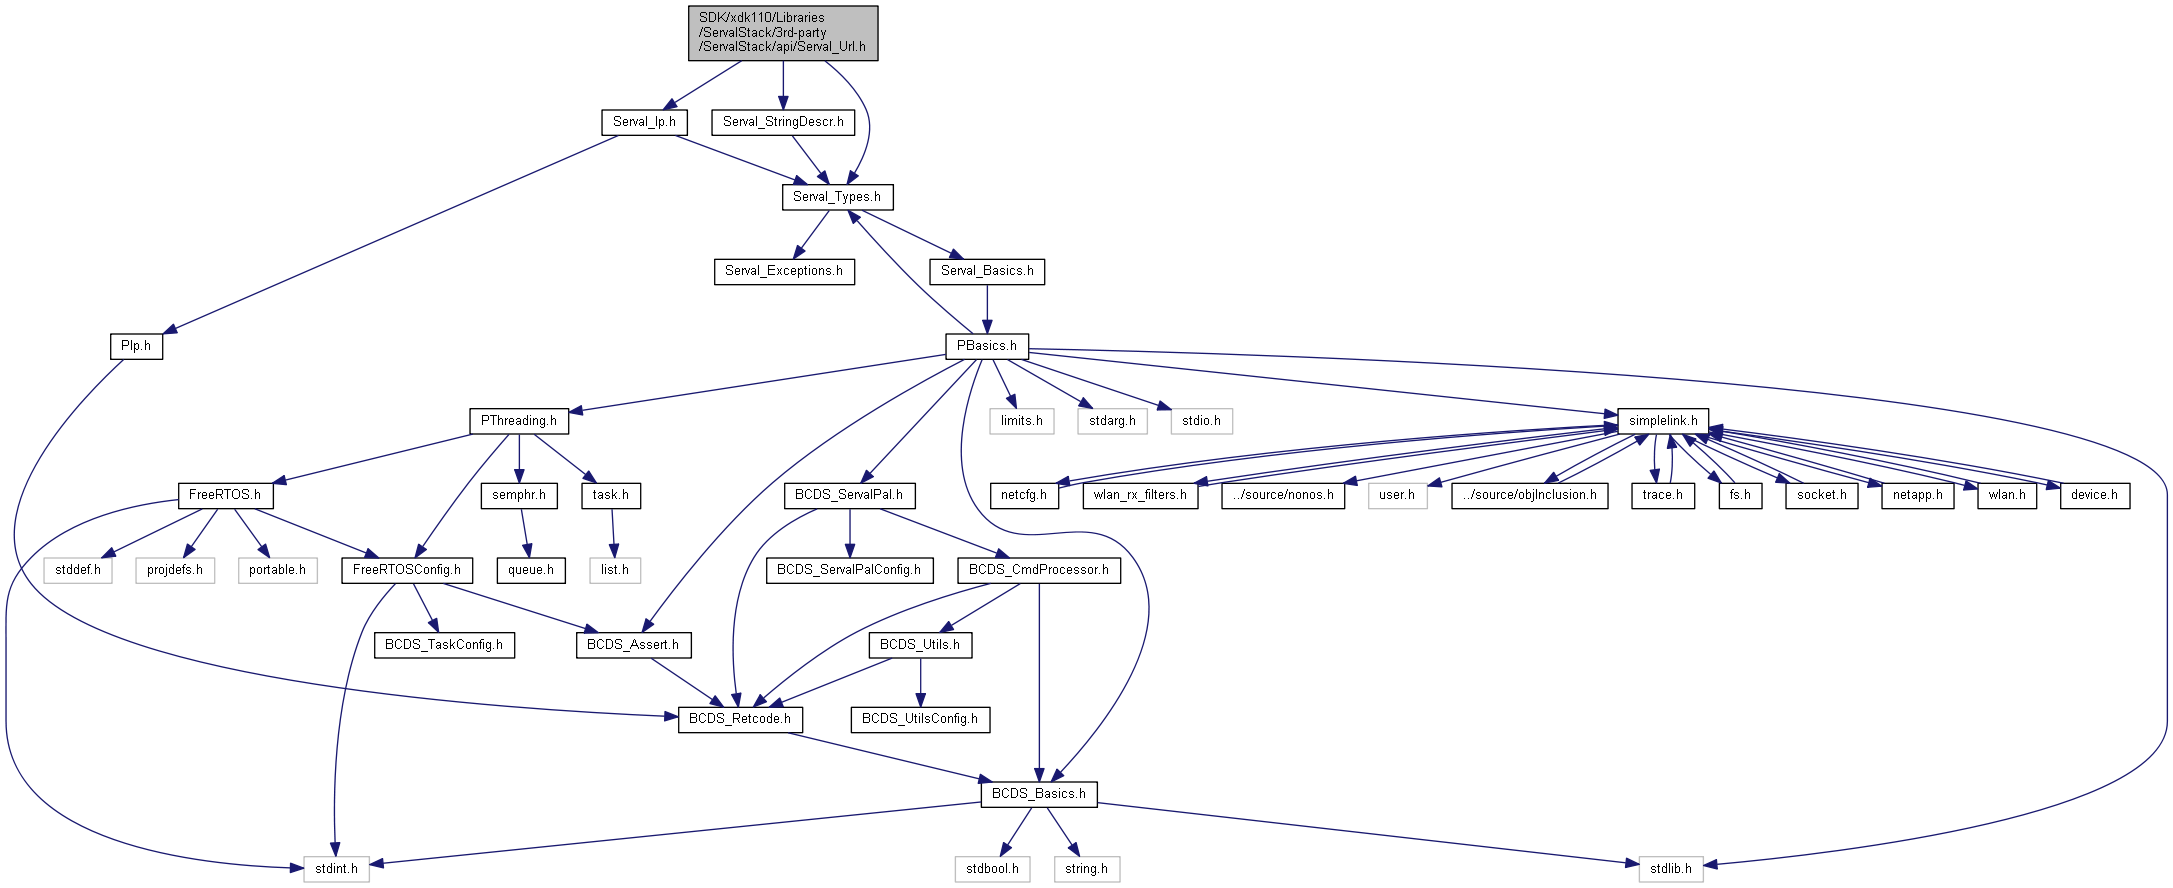 SDK/xdk110/Libraries
/ServalStack/3rd-party
/ServalStack/api/Serval_Url.h
Serval_Ip.h
Serval_StringDescr.h
Serval_Types.h
Serval_Exceptions.h
Serval_Basics.h
PIp.h
PBasics.h
PThreading.h
limits.h
stdarg.h
stdio.h
simplelink.h
FreeRTOS.h
semphr.h
task.h
BCDS_ServalPal.h
netcfg.h
wlan_rx_filters.h
../source/nonos.h
user.h
../source/objInclusion.h
trace.h
fs.h
socket.h
netapp.h
wlan.h
device.h
stddef.h
projdefs.h
portable.h
FreeRTOSConfig.h
queue.h
list.h
BCDS_ServalPalConfig.h
BCDS_CmdProcessor.h
BCDS_TaskConfig.h
BCDS_Assert.h
BCDS_Utils.h
BCDS_Retcode.h
BCDS_UtilsConfig.h
BCDS_Basics.h
stdint.h
stdbool.h
string.h
stdlib.h